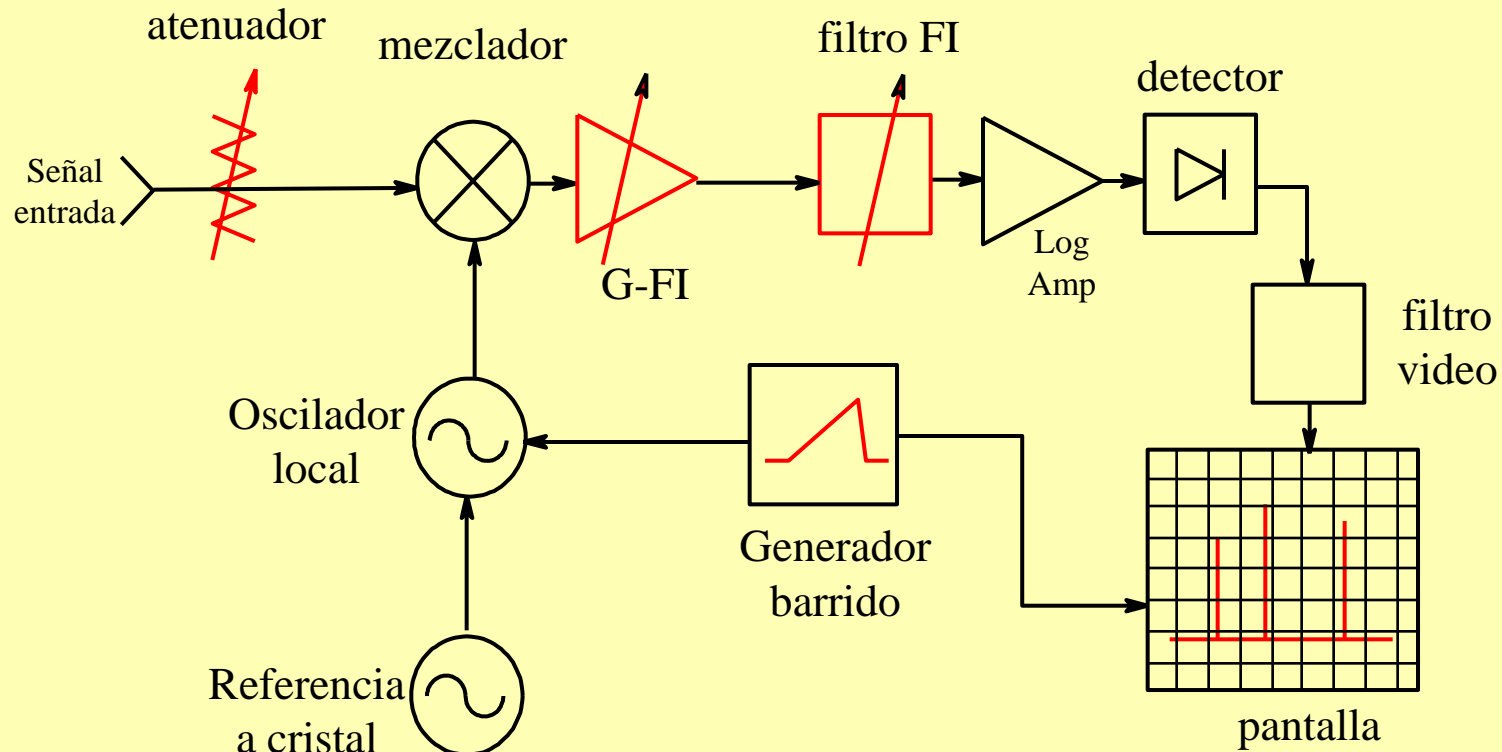 atenuador
mezclador
filtro FI
detector
Señal
entrada
G-FI
Log
Amp
filtro
video
Oscilador
local
Generador
barrido
Referencia
a cristal
pantalla